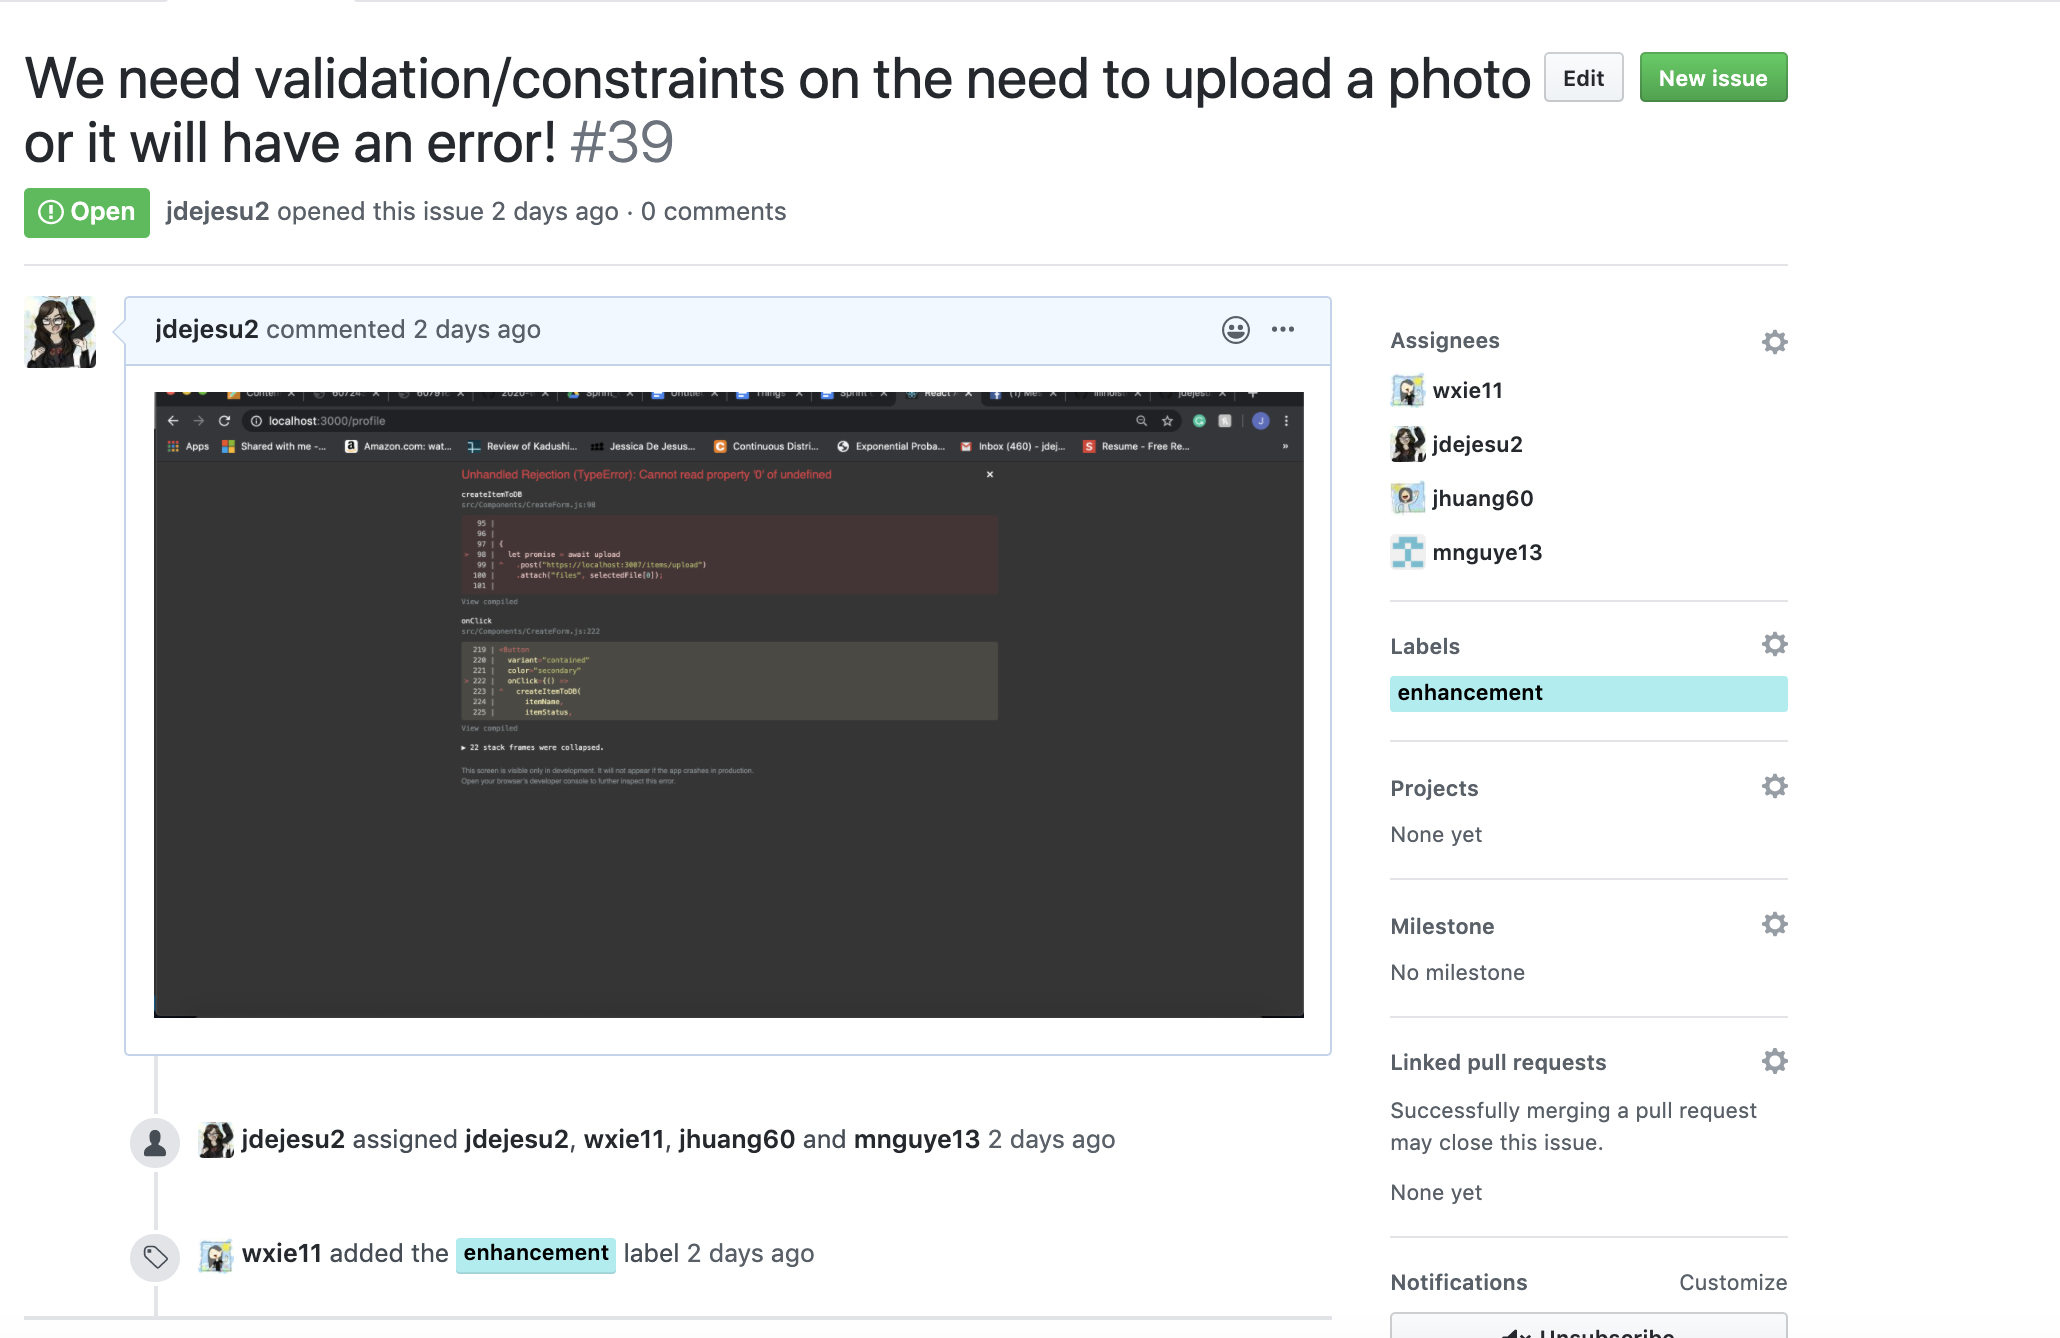 We need validation/constraints on the need to upload a photo
or it will have an error! #39
Edit
New issue
Open
jdejesu2 opened this issue 2 days ago · 0 comments
jdejesu2 commented 2 days ago
localhost:3000/profile
Apps
Shared with me -...
Amazon.com: wat...
Review of Kadushi...
Jessica De Jesus...
Continuous Distri...
Exponential Proba...
Inbox (460) - jdej...
Resume - Free Re...
»
Unhandled Rejection (TypeError): Cannot read property '0' of undefined
×
createItemToDB
src/Components/CreateForm.js:98
95 |
96 |
97 | {
> 98 | let promise = await upload
99 | ^ .post("https://localhost:3007/items/upload")
100 | .attach("files", selectedFile[0]);
101 |
View compiled
onClick
src/Components/CreateForm.js:222
219 | <Button
220 | variant="contained"
221 | color="secondary"
> 222 | onClick={() =>
223 | ^ createItemToDB(
224 | itemName,
225 | itemStatus,
View compiled
▶ 22 stack frames were collapsed.
This screen is visible only in development. It will not appear if the app crashes in production.
Open your browser's developer console to further inspect this error.
jdejesu2 assigned jdejesu2, wxie11, jhuang60 and mnguye13 2 days ago
wxie11 added the enhancement label 2 days ago
Assignees
wxie11
jdejesu2
jhuang60
mnguye13
Labels
enhancement
Projects
None yet
Milestone
No milestone
Linked pull requests
Successfully merging a pull request
may close this issue.
None yet
Notifications
Customize
Unsubscribe